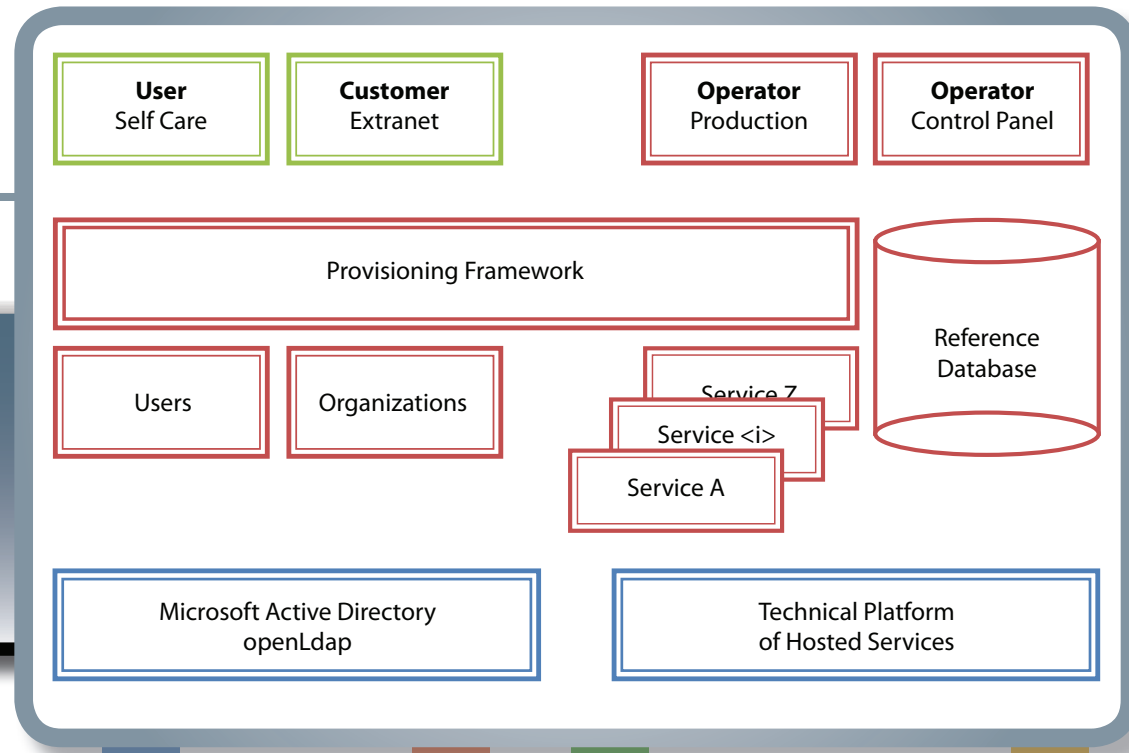 User
Self Care
Customer
Extranet
Operator
Production
Operator
Control Panel
Provisioning Framework
Reference
Database
Users
Organizations
Service Z
Service <i>
Service A
Microsoft Active Directory
openLdap
Technical Platform
of Hosted Services